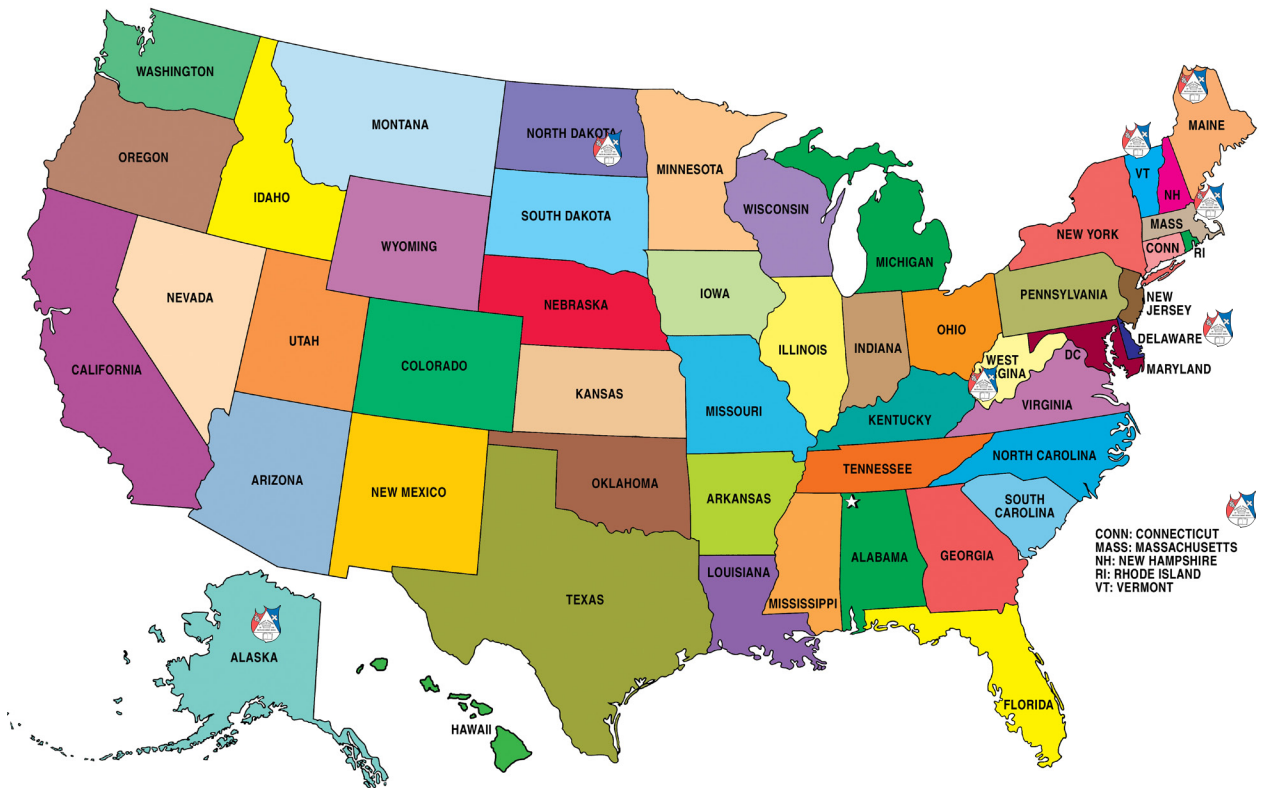 WASHINGTON
OREGON
IDAHO
MONTANA
NORTH DAKOTA
MINNESOTA
WISCONSIN
MICHIGAN
SOUTH DAKOTA
WYOMING
NEBRASKA
IOWA
NEVADA
UTAH
COLORADO
CALIFORNIA
KANSAS
MISSOURI
ILLINOIS
INDIANA
OHIO
KENTUCKY
WEST
GINA
VIRGINIA
DC
PENNSYLVANIA
NEW YORK
MAINE
VT
NH
MASS
CONN
RI
NEW
JERSEY
DELAWARE
MARYLAND
ARIZONA
NEW MEXICO
OKLAHOMA
ARKANSAS
TENNESSEE
NORTH CAROLINA
SOUTH
CAROLINA
TEXAS
LOUISIANA
MISSISSIPPI
ALABAMA
GEORGIA
FLORIDA
ALASKA
HAWAII
CONN: CONNECTICUT
MASS: MASSACHUSETTS
NH: NEW HAMPSHIRE
RI: RHODE ISLAND
VT: VERMONT